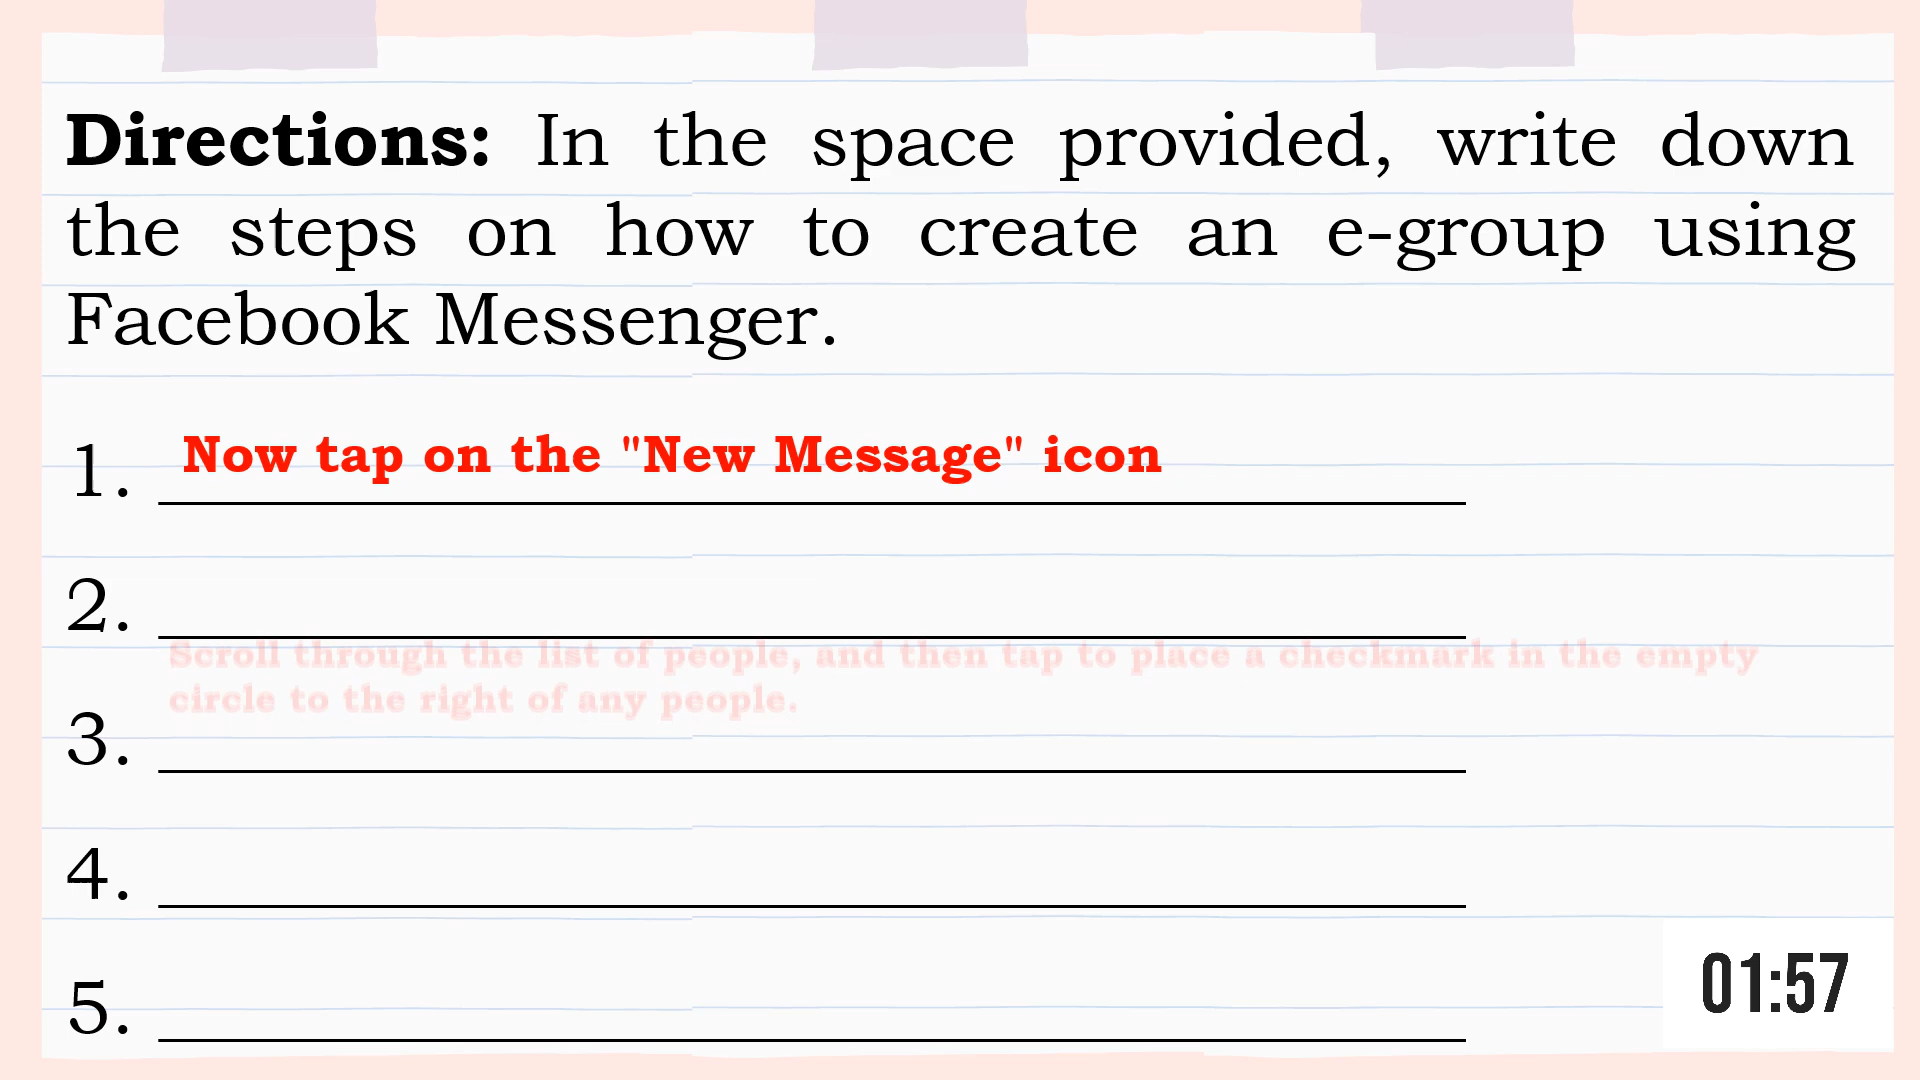 Directions: In the space provided, write down
the steps on how to create an e-group using
Facebook Messenger.
1. Now tap on the "New Message" icon
2.
Scroll through the list of people, and then tap to place a checkmark in the empty
circle to the right of any people.
3.
4.
5.
01:57